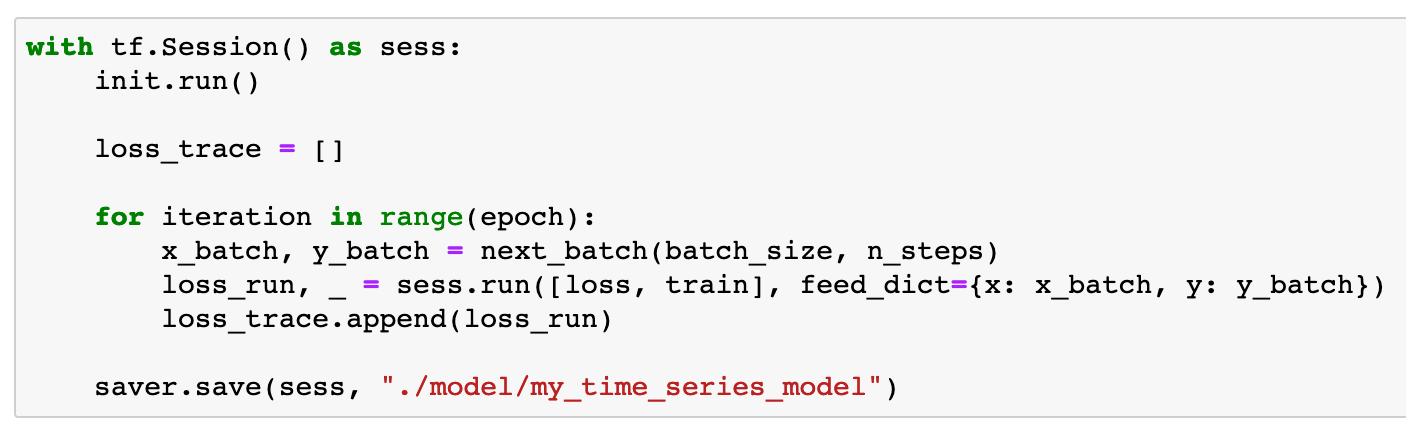 with tf.Session() as sess:
    init.run()

    loss_trace = []

    for iteration in range(epoch):
        x_batch, y_batch = next_batch(batch_size, n_steps)
        loss_run, _ = sess.run([loss, train], feed_dict={x: x_batch, y: y_batch})
        loss_trace.append(loss_run)

    saver.save(sess, "./model/my_time_series_model")